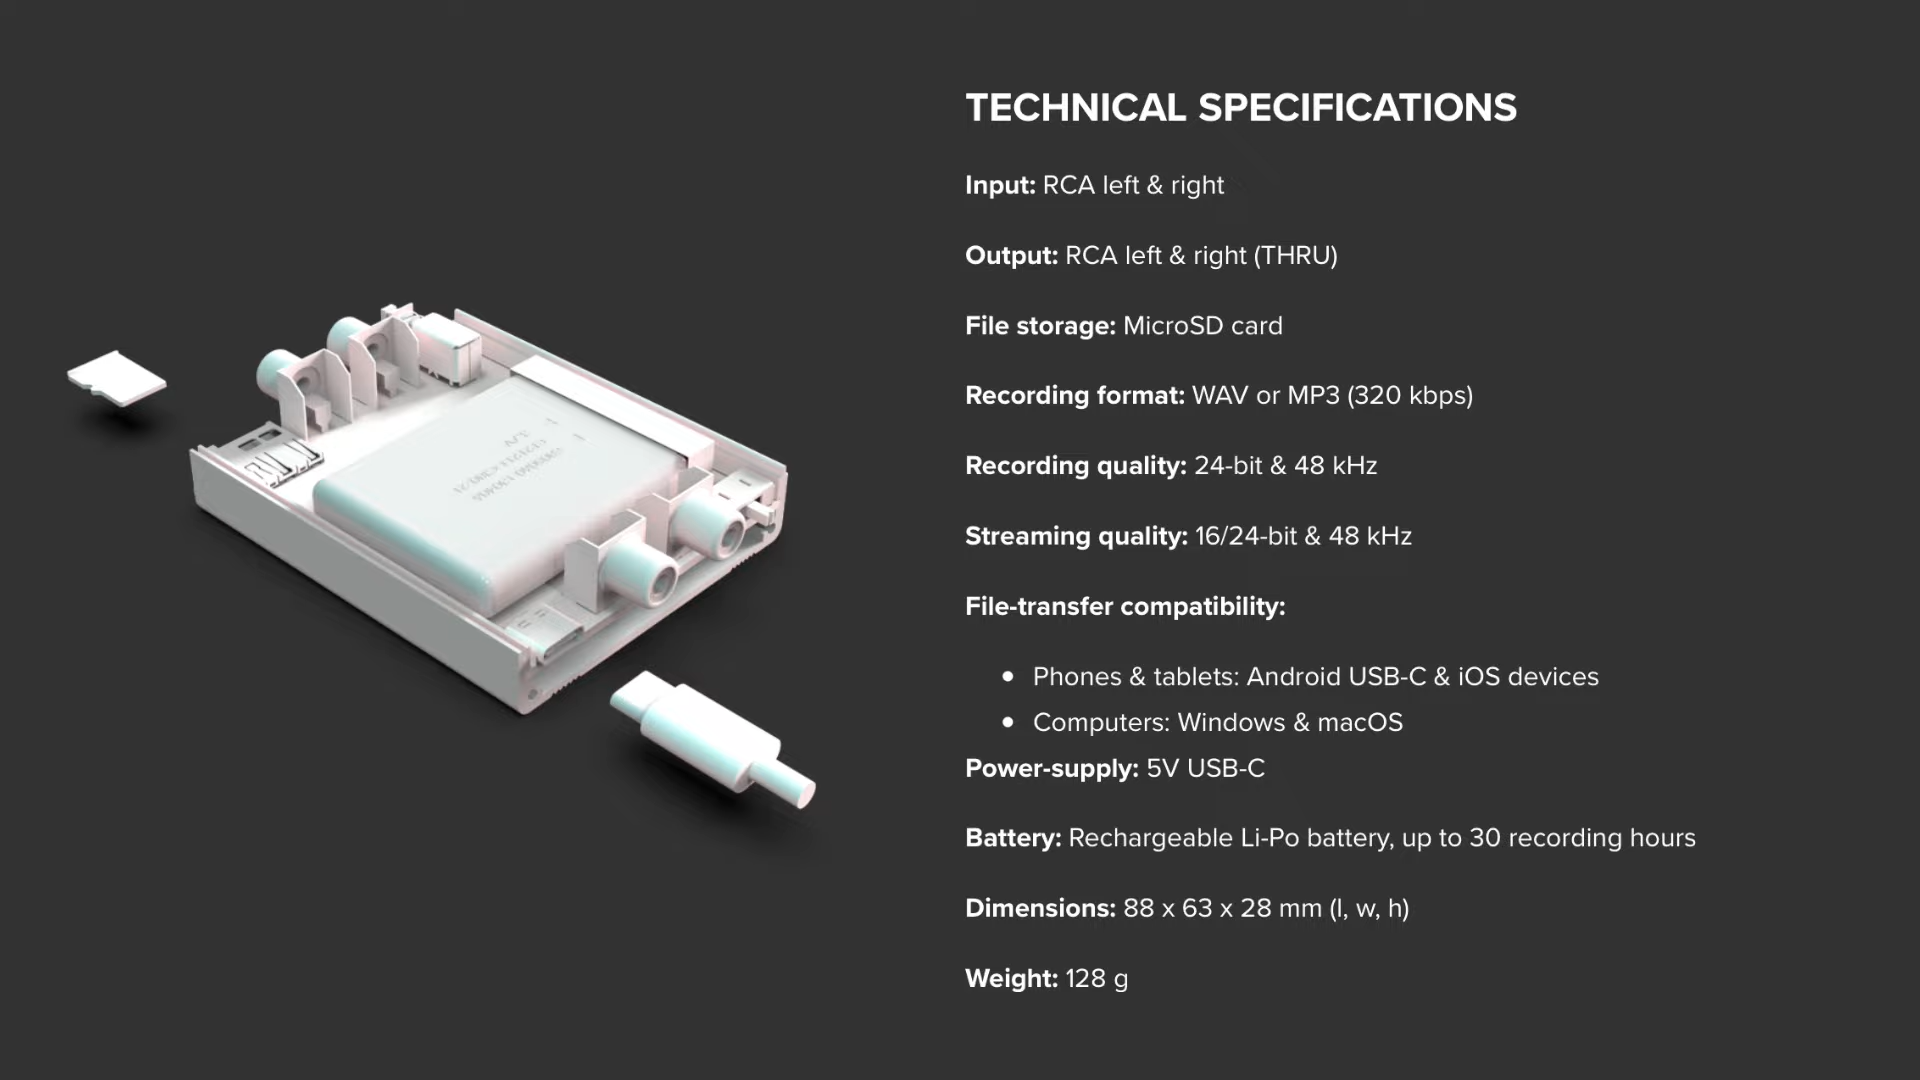 TECHNICAL SPECIFICATIONS
Input: RCA left & right
Output: RCA left & right (THRU)
File storage: MicroSD card
Recording format: WAV or MP3 (320 kbps)
Recording quality: 24-bit & 48 kHz
Streaming quality: 16/24-bit & 48 kHz
File-transfer compatibility:
• Phones & tablets: Android USB-C & iOS devices
• Computers: Windows & macOS
Power-supply: 5V USB-C
Battery: Rechargeable Li-Po battery, up to 30 recording hours
Dimensions: 88 x 63 x 28 mm (l, w, h)
Weight: 128 g